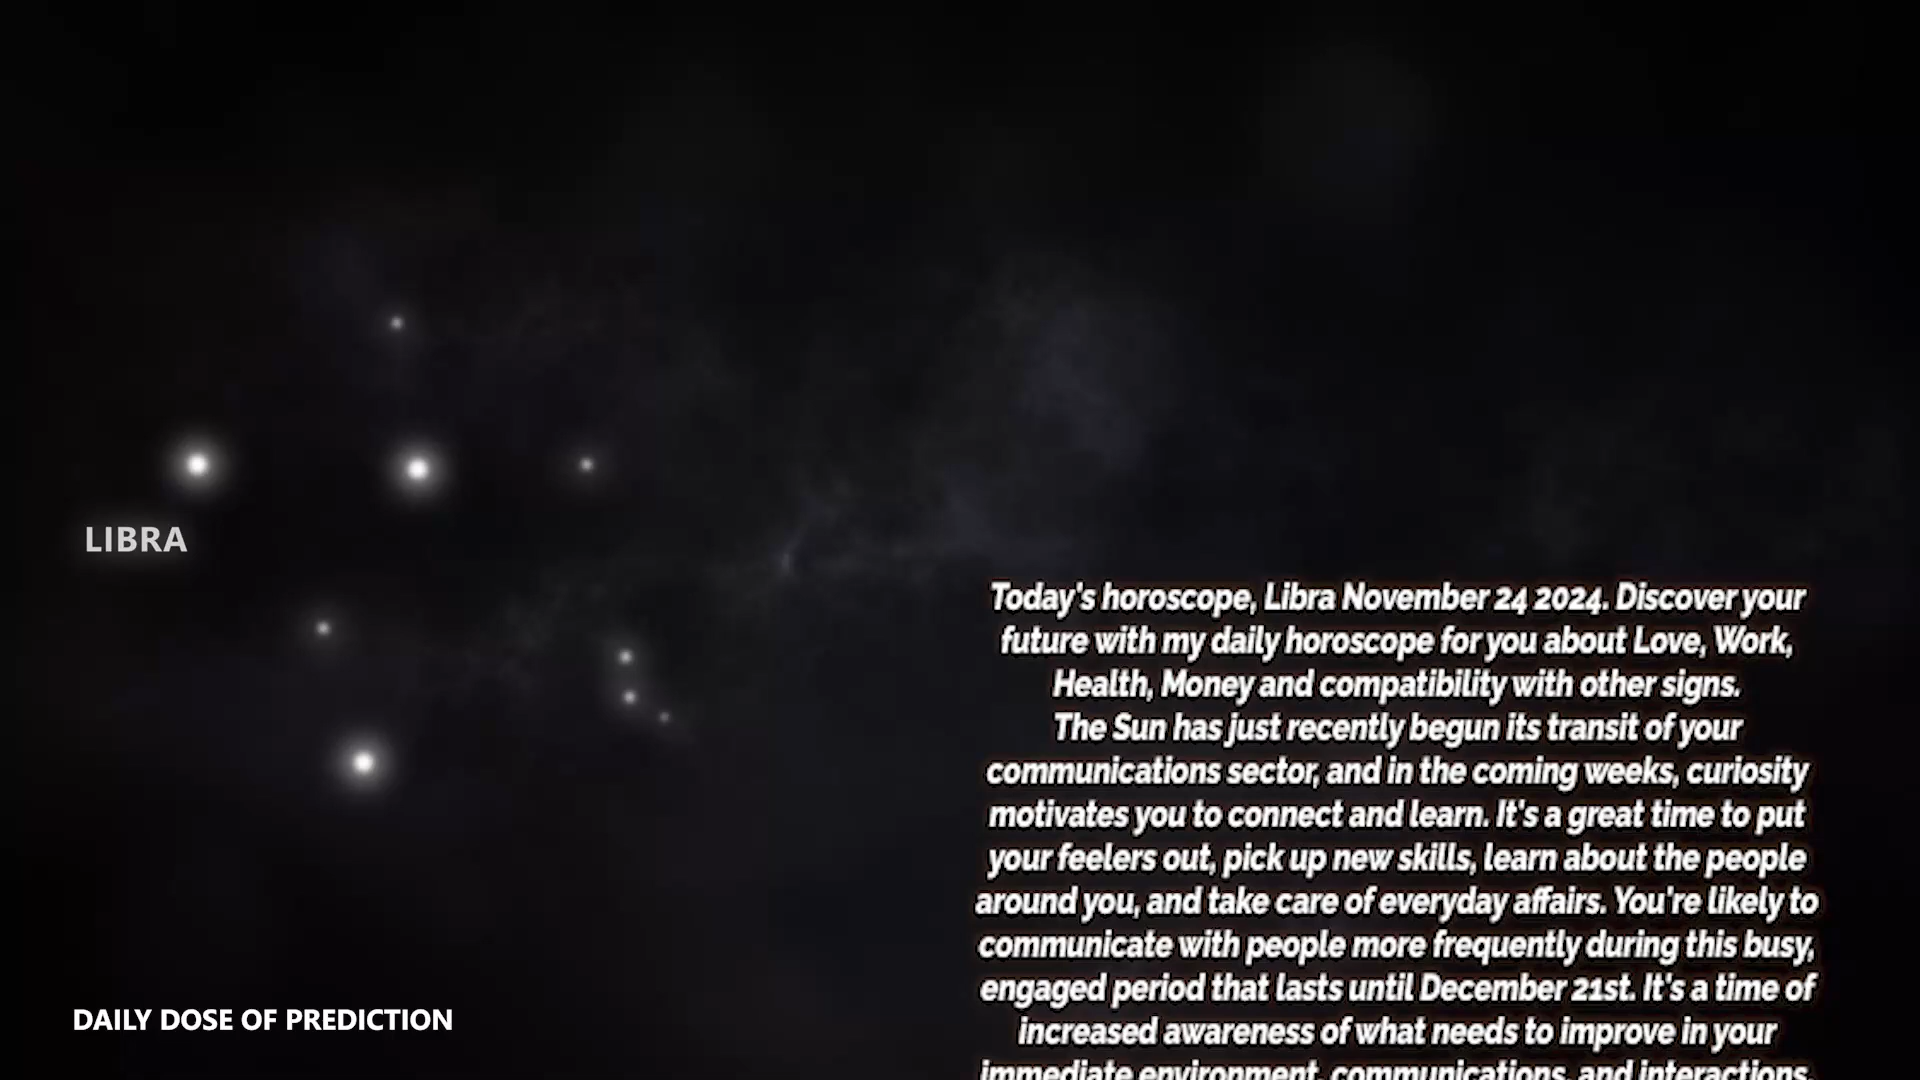 LIBRA
Today's horoscope, Libra November 24 2024. Discover your
future with my daily horoscope for you about Love, Work,
Health, Money and compatibility with other signs.
The Sun has just recently begun its transit of your
communications sector, and in the coming weeks, curiosity
motivates you to connect and learn. It's a great time to put
your feelers out, pick up new skills, learn about the people
around you, and take care of everyday affairs. You're likely to
communicate with people more frequently during this busy,
engaged period that lasts until December 21st. It's a time of
increased awareness of what needs to improve in your
immediate environment, communications, and interactions.
DAILY DOSE OF PREDICTION